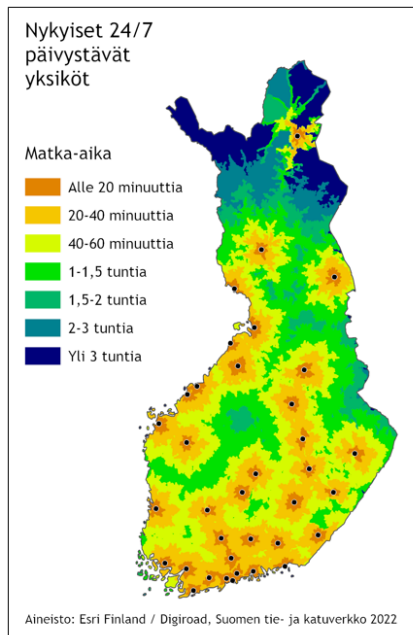 Nykyiset 24/7
päivystävät
yksiköt
Matka-aika
Alle 20 minuuttia
20-40 minuuttia
40-60 minuuttia
1-1,5 tuntia
1,5-2 tuntia
2-3 tuntia
Yli 3 tuntia
Aineisto: Esri Finland / Digiroad, Suomen tie- ja katuverkko 2022